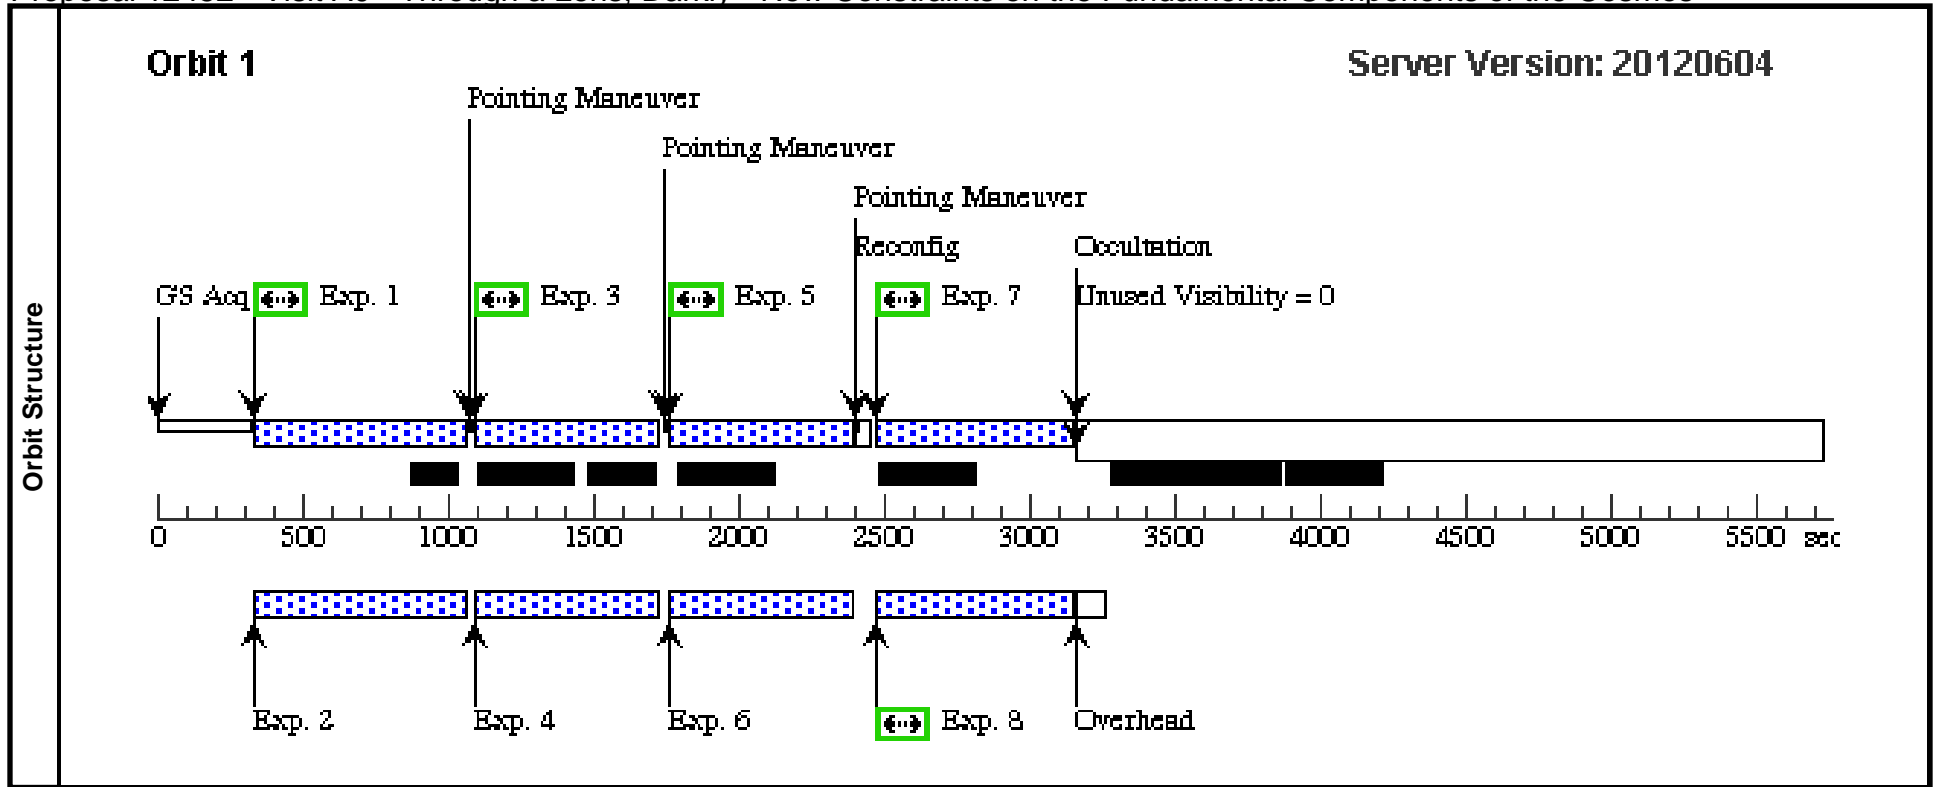 Orbit Structure
Orbit 1
Server Version: 20120604
Pointing Maneuver
Pointing Maneuver
Pointing Maneuver
Reconfig
Occultation
GS Acq
Exp. 1
Exp. 3
Exp. 5
Exp. 7
Unused Visibility = 0
0 500 1000 1500 2000 2500 3000 3500 4000 4500 5000 5500 sec
Exp. 2
Exp. 4
Exp. 6
Exp. 8
Overhead